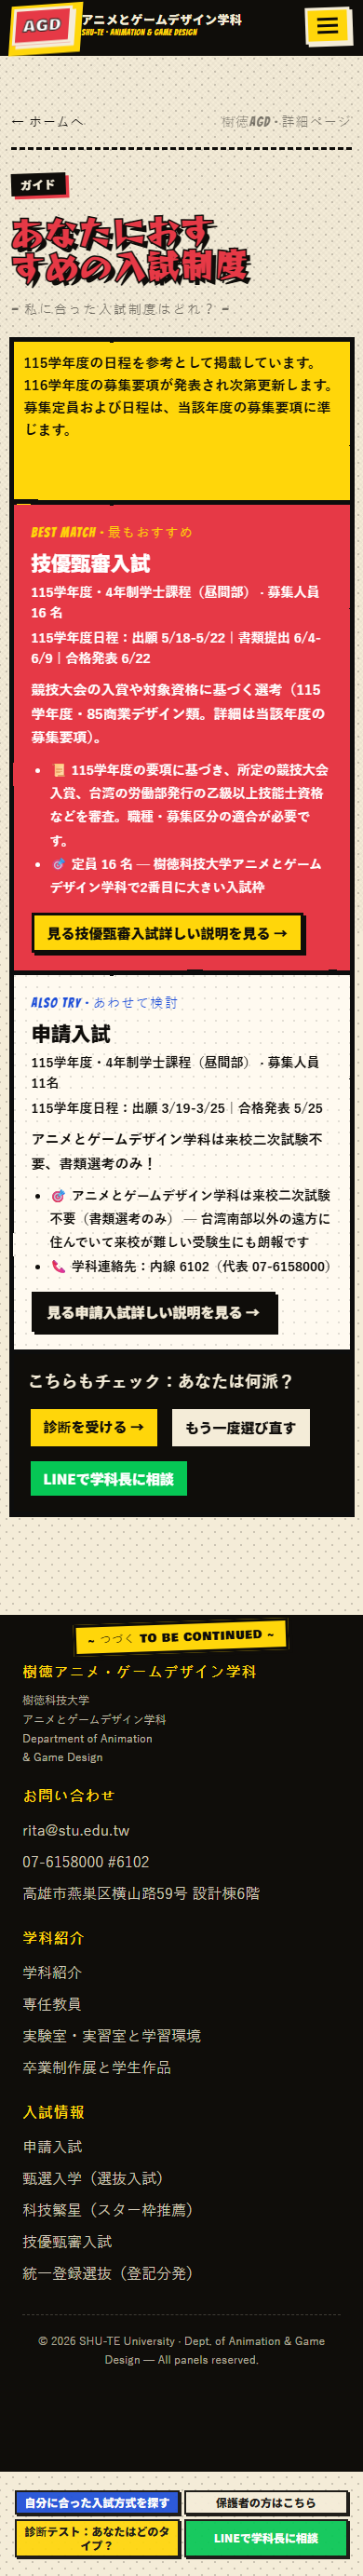 AGD
アニメとゲームデザイン学科
SHU-TE · ANIMATION & GAME DESIGN
← ホームへ
樹德AGD · 詳細ページ
ガイド
あなたにおす
すめの入試制度
━ 私に合った入試制度はどれ？ ━
115学年度の日程を参考として掲載しています。
116学年度の募集要項が発表され次第更新します。
募集定員および日程は、当該年度の募集要項に準
じます。
BEST MATCH · 最もおすすめ
技優甄審入試
115学年度・4年制学士課程（昼間部） · 募集人員
16 名
115学年度日程：出願 5/18-5/22｜書類提出 6/4-
6/9｜合格発表 6/22
競技大会の入賞や対象資格に基づく選考（115
学年度・85商業デザイン類。詳細は当該年度の
募集要項）。
• 📜 115学年度の要項に基づき、所定の競技大会
入賞、台湾の労働部発行の乙級以上技能士資格
などを審査。職種・募集区分の適合が必要で
す。
• 🎯 定員 16 名 — 樹徳科技大学アニメとゲーム
デザイン学科で2番目に大きい入試枠
見る技優甄審入試詳しい説明を見る →
ALSO TRY · あわせて検討
申請入試
115学年度・4年制学士課程（昼間部） · 募集人員
11名
115学年度日程：出願 3/19-3/25｜合格発表 5/25
アニメとゲームデザイン学科は来校二次試験不
要、書類選考のみ！
• 🎯 アニメとゲームデザイン学科は来校二次試験
不要（書類選考のみ） — 台湾南部以外の遠方に
住んでいて来校が難しい受験生にも朗報です
• 📞 学科連絡先：内線 6102（代表 07-6158000）
見る申請入試詳しい説明を見る →
こちらもチェック：あなたは何派？
診断を受ける →
もう一度選び直す
LINEで学科長に相談
~ つづく TO BE CONTINUED ~
樹徳アニメ・ゲームデザイン学科
樹徳科技大学
アニメとゲームデザイン学科
Department of Animation
& Game Design
お問い合わせ
rita@stu.edu.tw
07-6158000 #6102
高雄市燕巣区横山路59号 設計棟6階
学科紹介
学科紹介
専任教員
実験室・実習室と学習環境
卒業制作展と学生作品
入試情報
申請入試
甄選入学（選抜入試）
科技繁星（スター枠推薦）
技優甄審入試
統一登録選抜（登記分発）
© 2026 SHU-TE University · Dept. of Animation & Game
Design — All panels reserved.
自分に合った入試方式を探す
保護者の方はこちら
診断テスト：あなたはどのタ
イプ？
LINEで学科長に相談